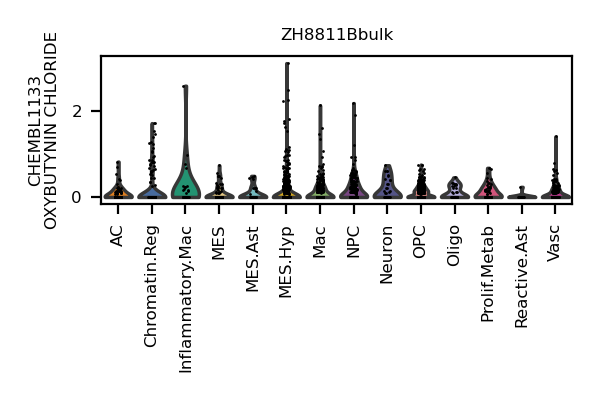 ZH8811Bbulk
CHEMBL1133
OXYBUTYNIN CHLORIDE
2
0
AC
Chromatin.Reg
Inflammatory.Mac
MES
MES.Ast
MES.Hyp
Mac
NPC
Neuron
OPC
Oligo
Prolif.Metab
Reactive.Ast
Vasc